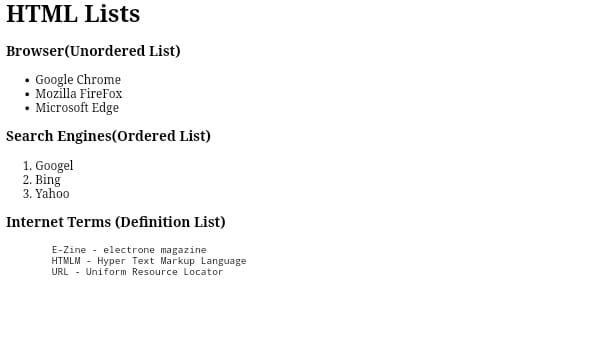 HTML Lists
Browser(Unordered List)
• Google Chrome
• Mozilla FireFox
• Microsoft Edge
Search Engines(Ordered List)
1. Googel
2. Bing
3. Yahoo
Internet Terms (Definition List)
E-Zine - electrone magazine
HTMLM - Hyper Text Markup Language
URL - Uniform Resource Locator